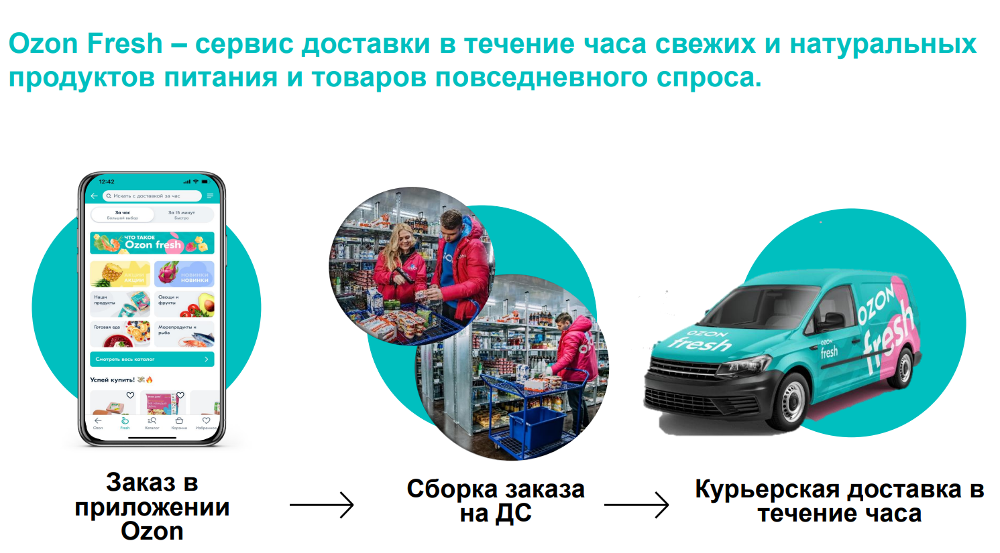 Ozon Fresh – сервис доставки в течение часа свежих и натуральных
продуктов питания и товаров повседневного спроса.
12:42
Искать с доставкой за час
За час
Большой выбор
За 15 минут
Быстро
ЧТО ТАКОЕ
Ozon fresh
АКЦИИ
АКЦИИ
НОВИНКИ
НОВИНКИ
Наши
продукты
Овощи и
фрукты
Готовая еда
Морепродукты и
рыба
Смотреть весь каталог
Успей купить! 💸🔥
Ozon
Fresh
Каталог
Корзина
Избранное
OZON
fresh
OZON
fresh
OZON
fresh
Заказ в
приложении
Ozon
Сборка заказа
на ДС
Курьерская доставка в
течение часа